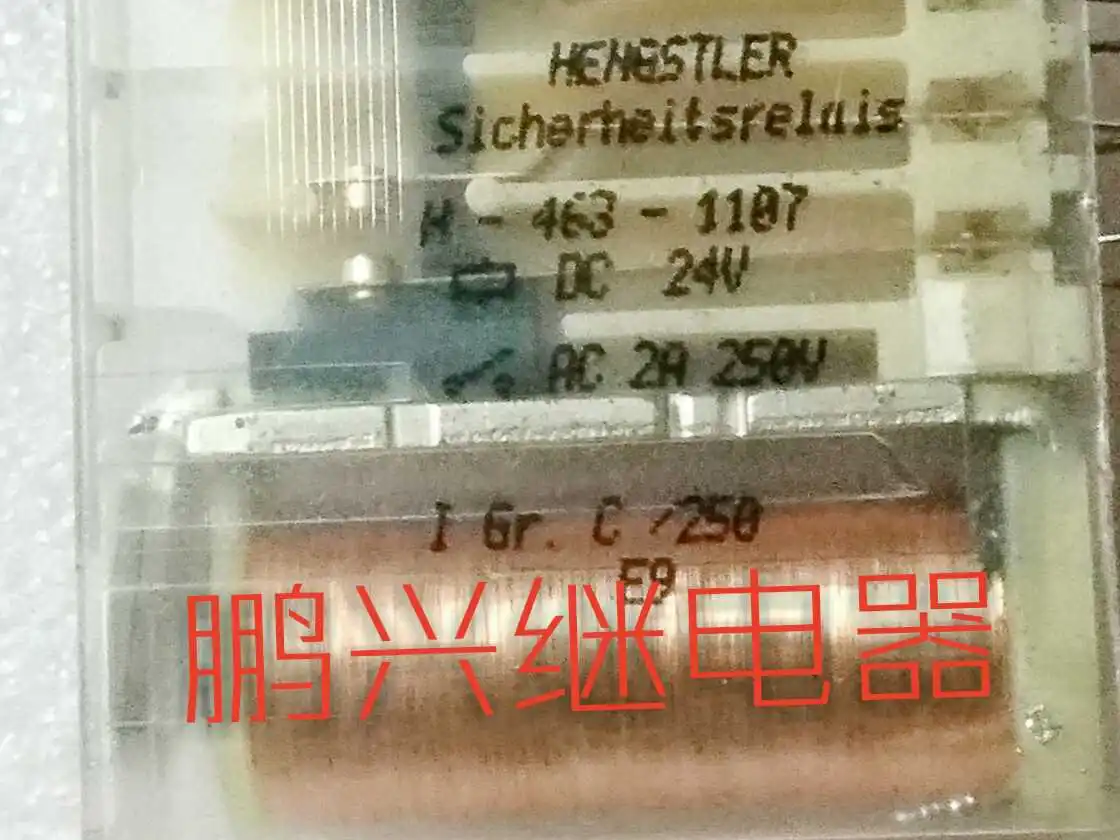 HENGSTLER
Sicherheitsrelais
H - 463 - 1107
DC 24V
AC 2A 250V
I Gr. C /250
E9
鹏兴继电器